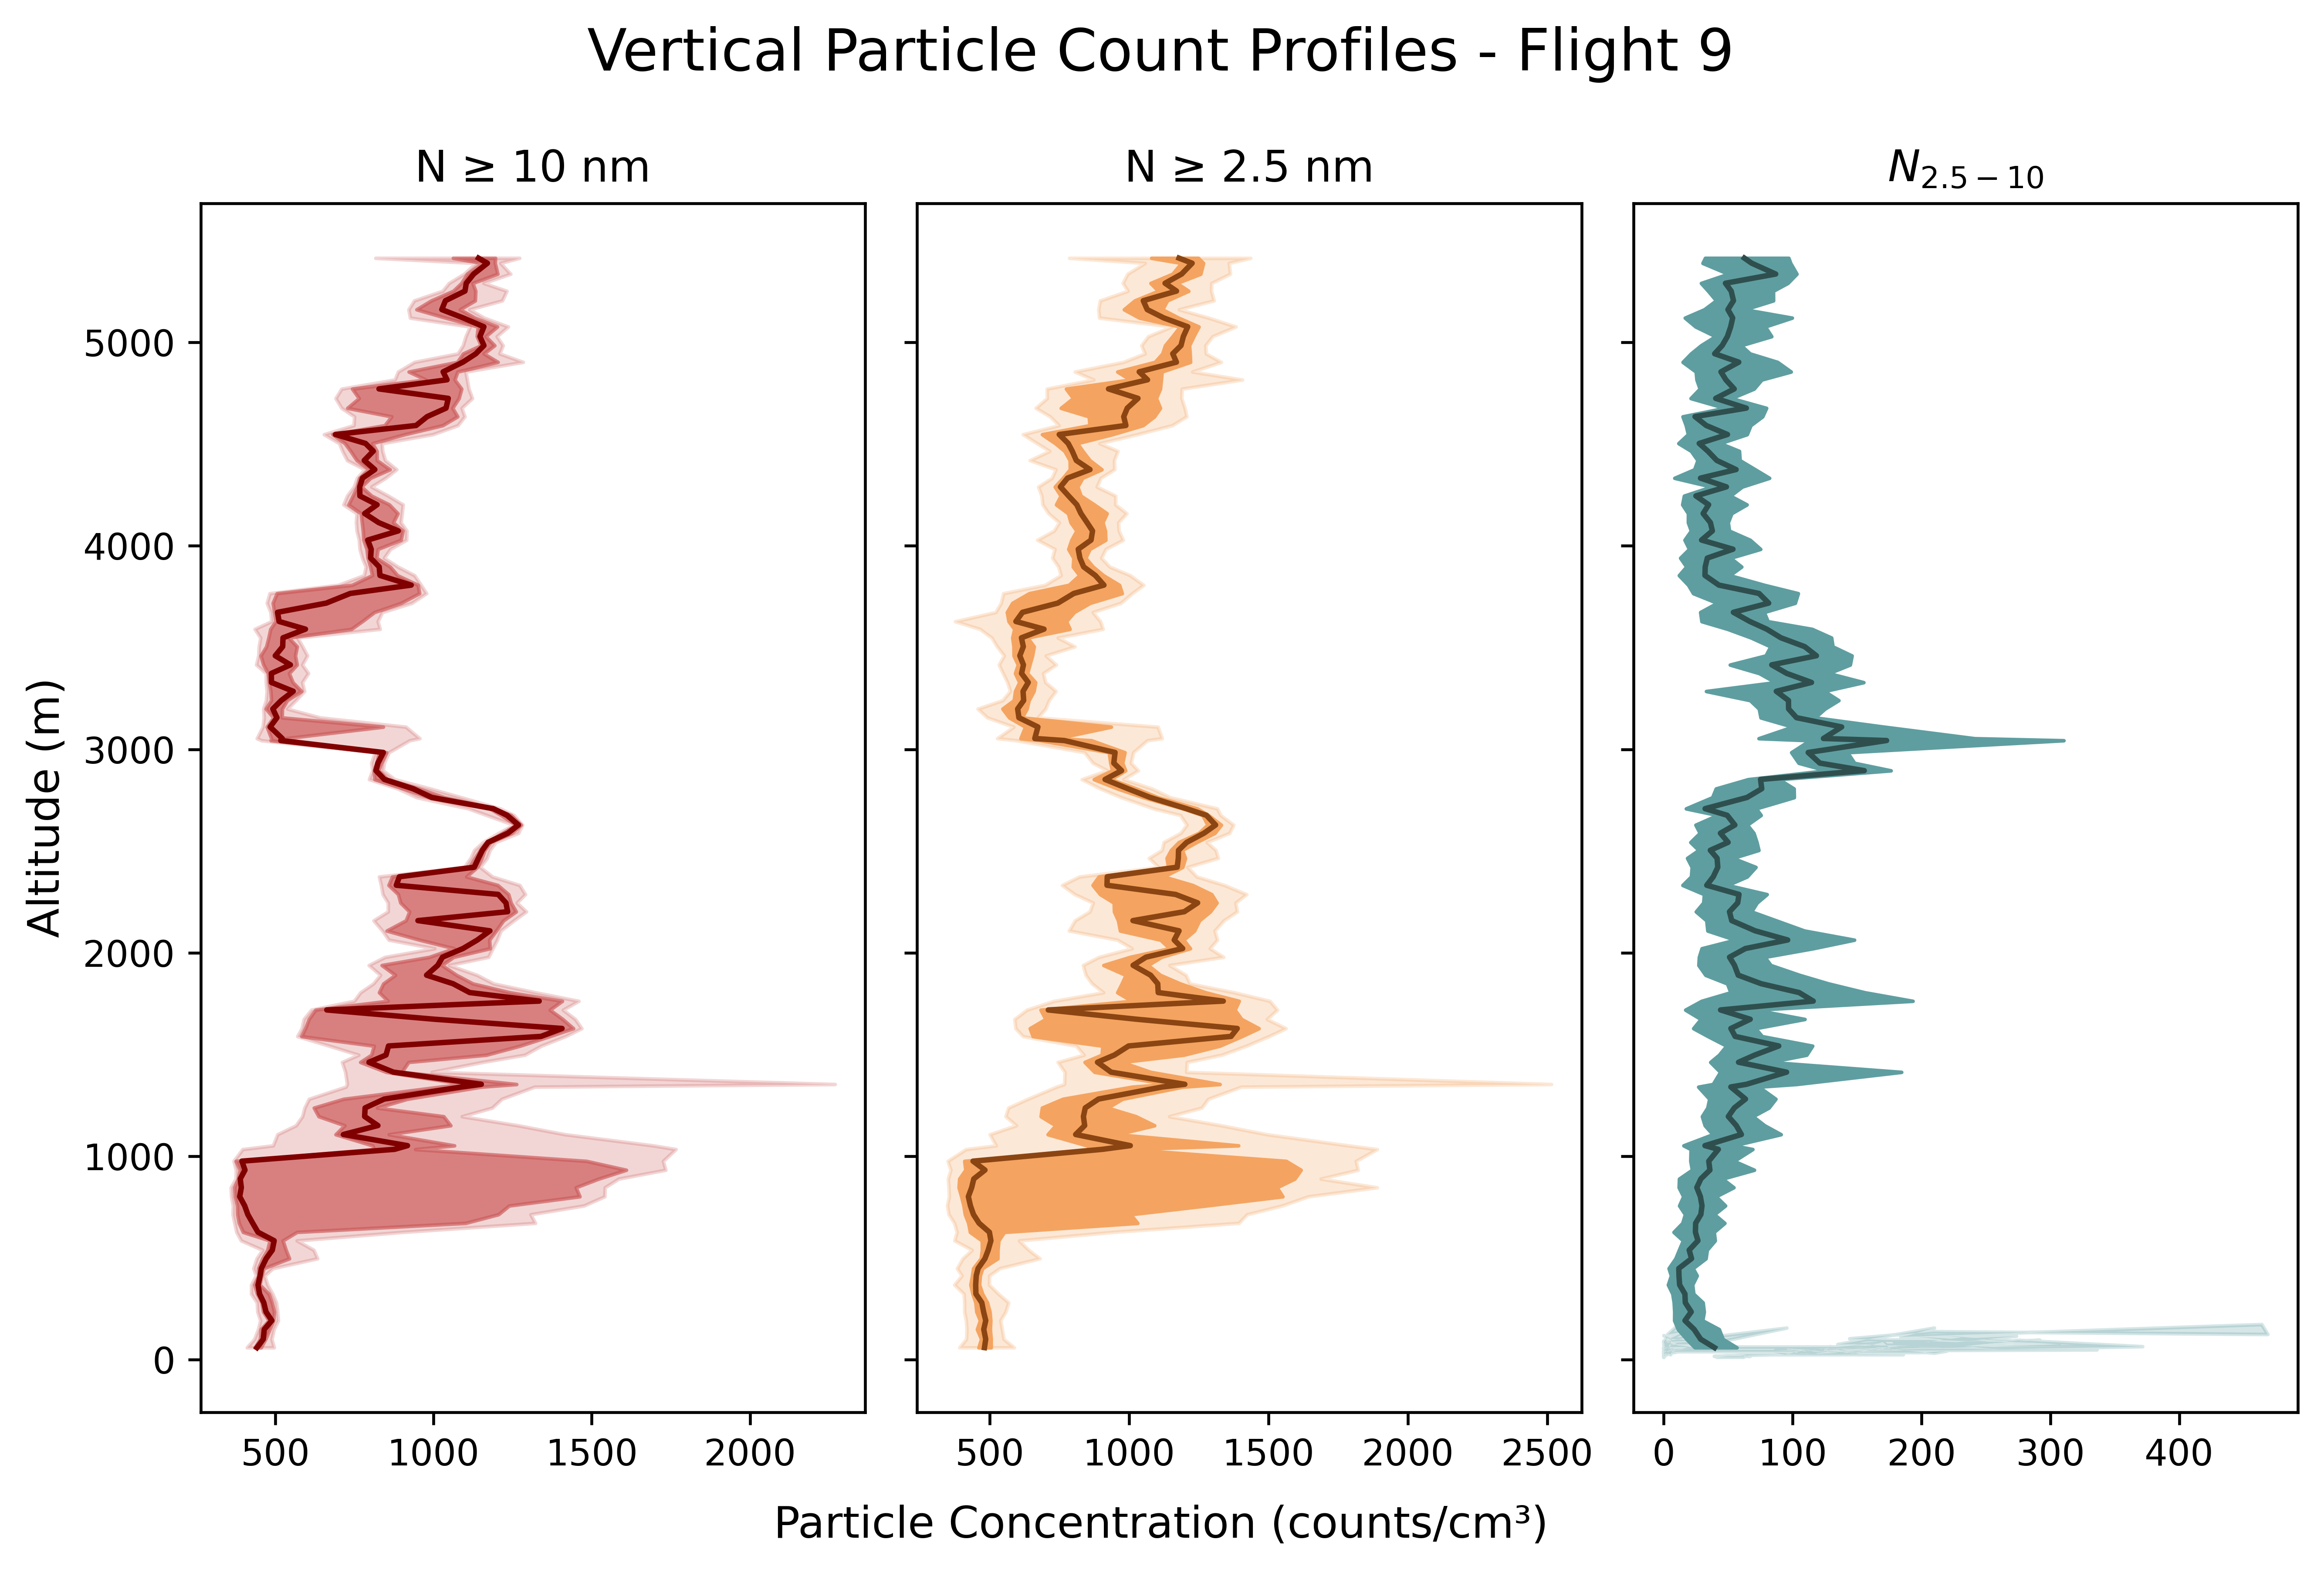 Vertical Particle Count Profiles - Flight 9
N ≥ 10 nm
N ≥ 2.5 nm
N2.5 − 10
Altitude (m)
5000
4000
3000
2000
1000
0
500 1000 1500 2000
500 1000 1500 2000 2500
0 100 200 300 400
Particle Concentration (counts/cm³)